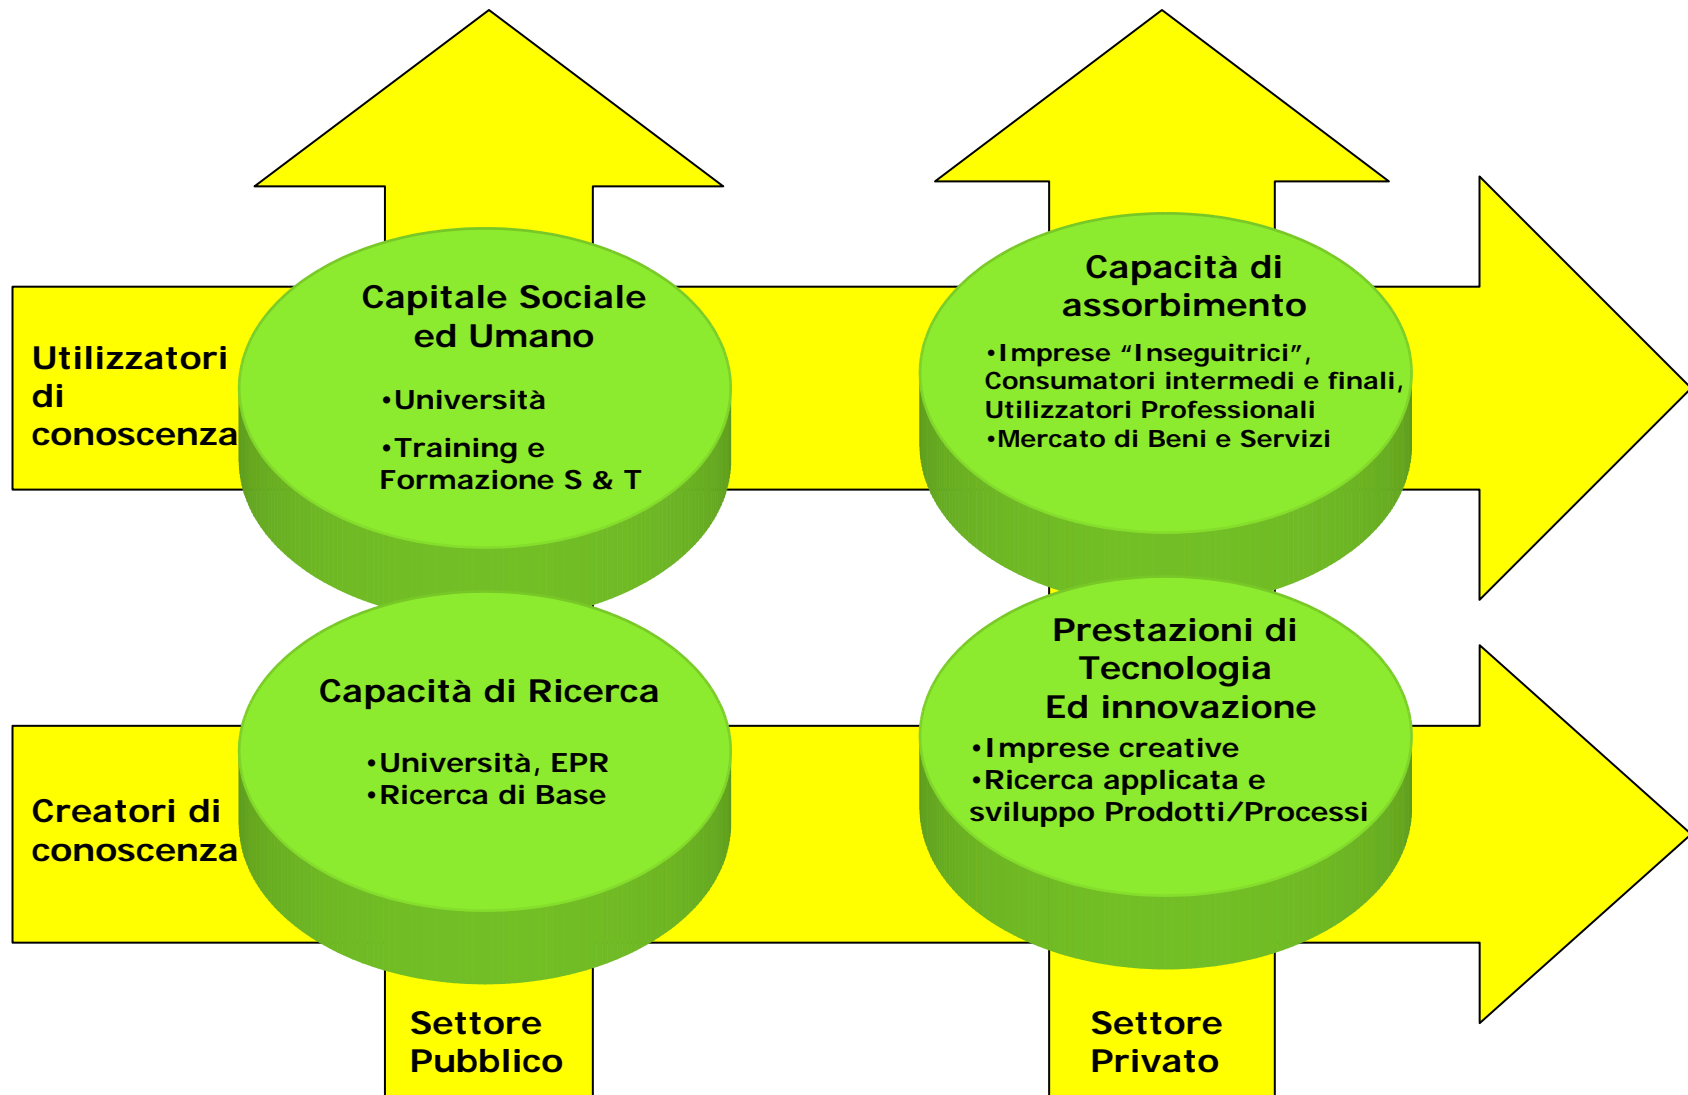 Utilizzatori
di
conoscenza
Capitale Sociale
ed Umano
•Università
•Training e
Formazione S & T
Capacità di
assorbimento
•Imprese “Inseguitrici”,
Consumatori intermedi e finali,
Utilizzatori Professionali
•Mercato di Beni e Servizi
Creatori di
conoscenza
Capacità di Ricerca
•Università, EPR
•Ricerca di Base
Prestazioni di
Tecnologia
Ed innovazione
•Imprese creative
•Ricerca applicata e
sviluppo Prodotti/Processi
Settore
Pubblico
Settore
Privato